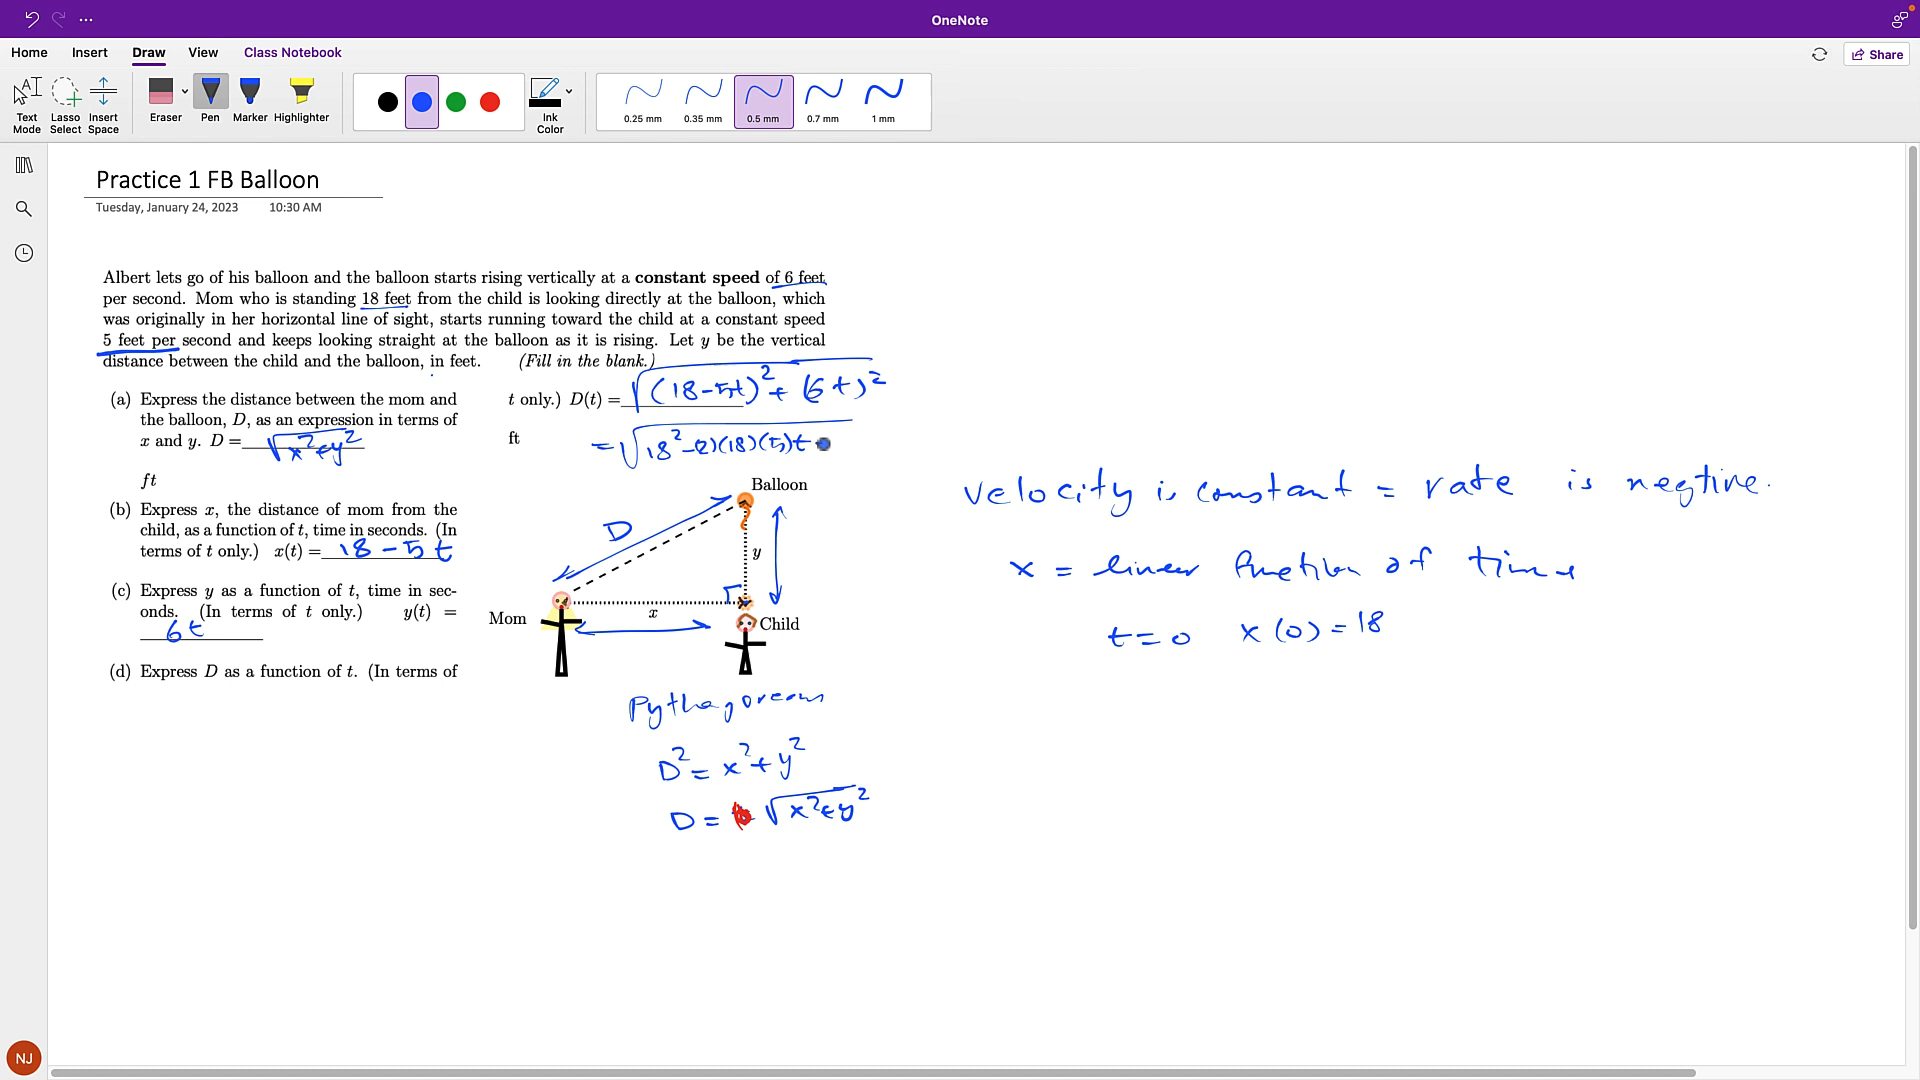 OneNote
Home Insert Draw View Class Notebook
Share
Text Mode
Lasso Select
Insert Space
Eraser
Pen
Marker
Highlighter
Ink Color
0.25 mm
0.35 mm
0.5 mm
0.7 mm
1 mm
Practice 1 FB Balloon
Tuesday, January 24, 2023 10:30 AM
Albert lets go of his balloon and the balloon starts rising vertically at a constant speed of 6 feet
per second. Mom who is standing 18 feet from the child is looking directly at the balloon, which
was originally in her horizontal line of sight, starts running toward the child at a constant speed
5 feet per second and keeps looking straight at the balloon as it is rising. Let y be the vertical
distance between the child and the balloon, in feet. (Fill in the blank.)
(a) Express the distance between the mom and
the balloon, D, as an expression in terms of
x and y. D = √x²+y²
ft
(b) Express x, the distance of mom from the
child, as a function of t, time in seconds. (In
terms of t only.) x(t) = 18 - 5t
(c) Express y as a function of t, time in sec-
onds. (In terms of t only.) y(t) =
6t
(d) Express D as a function of t. (In terms of
t only.) D(t) = √(18-5t)²+(6t)²
ft
= √18²-(2)(18)(5)t
Balloon
D
y
x
Mom
Child
Pythagorean
D² = x²+y²
D = √x²+y²
velocity is constant = rate is negtive.
x = linear function of time
t=0 x(0)=18
NJ